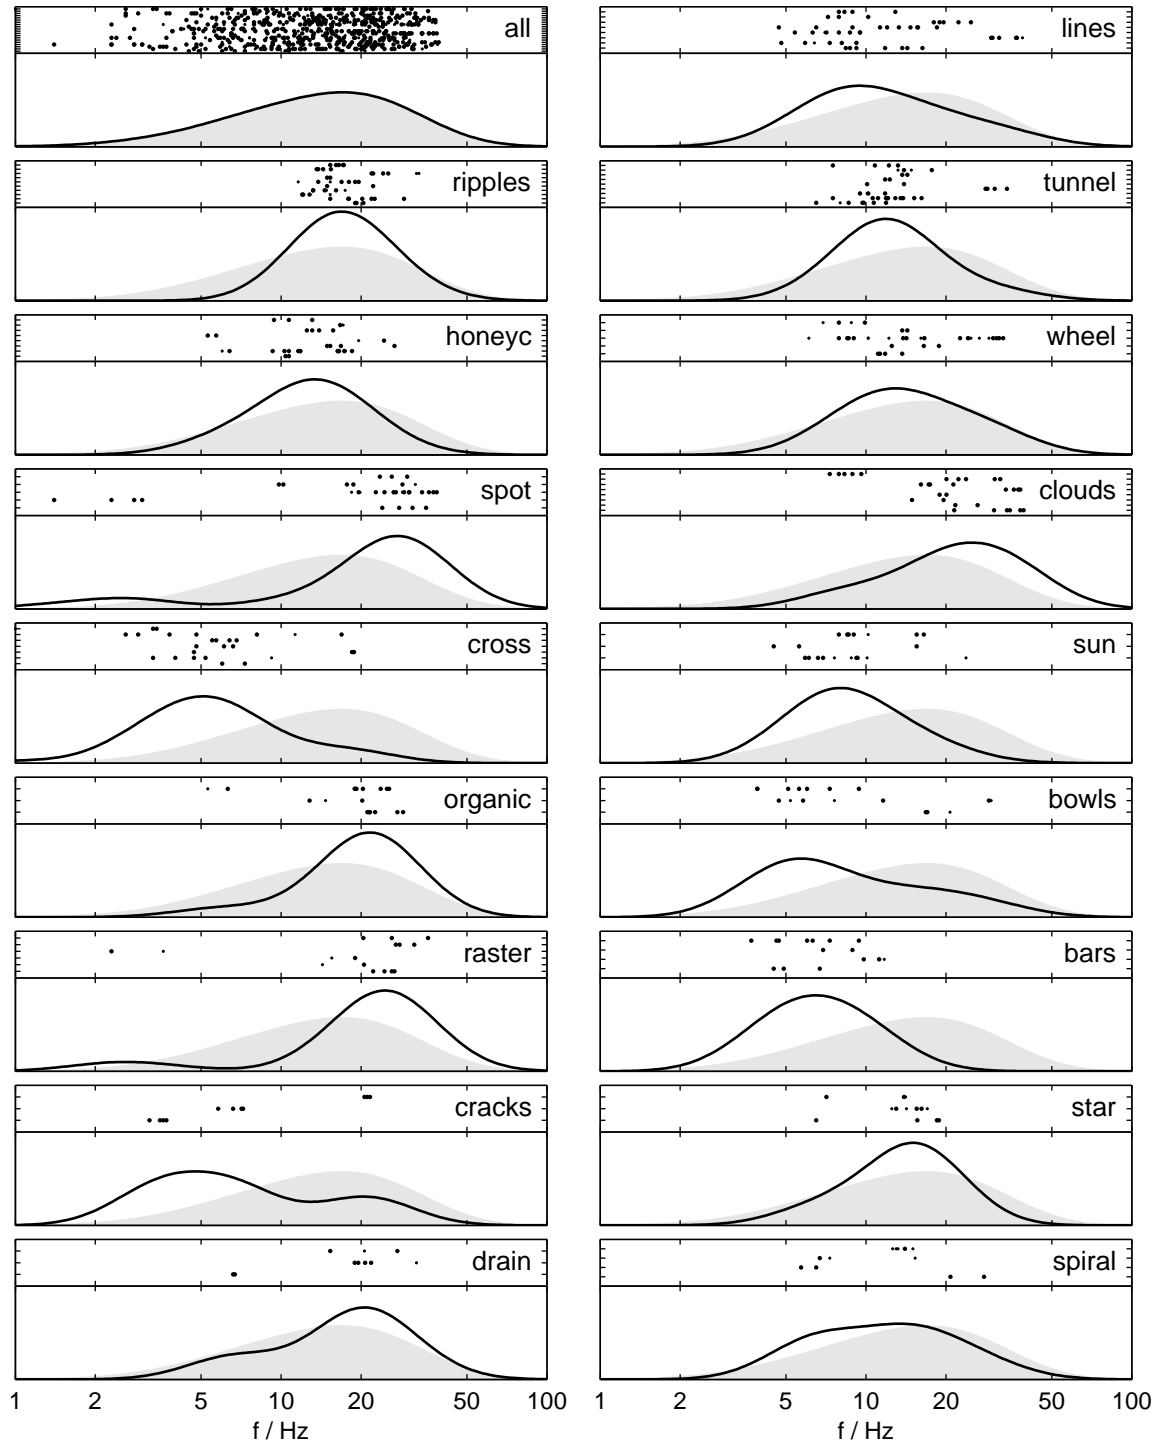 all
lines
ripples
tunnel
honeyc
wheel
spot
clouds
cross
sun
organic
bowls
raster
bars
cracks
star
drain
spiral
1 2 5 10 20 50 100 1 2 5 10 20 50 100
f / Hz f / Hz